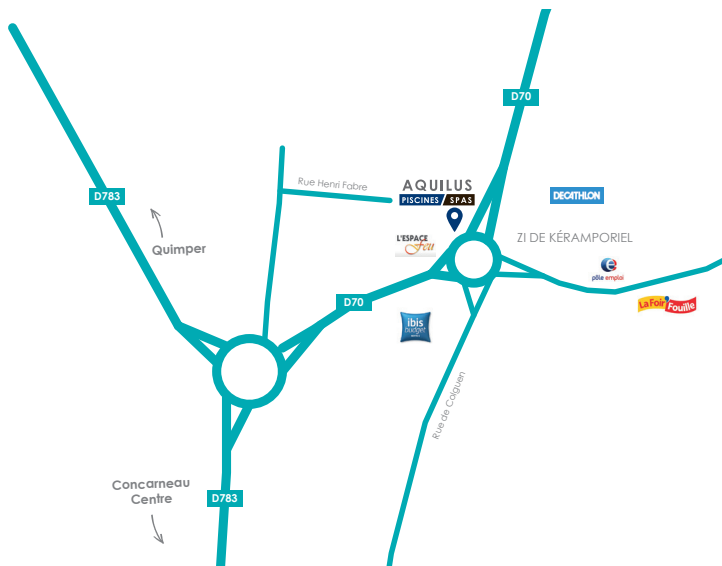 D70
D783
Rue Henri Fabre
AQUILUS
PISCINES SPAS
DECATHLON
Quimper
L'ESPACE
Feu
ZI DE KÉRAMPORIEL
pôle emploi
D70
La Foir'Fouille
ibis
budget
Rue de Colguen
Concarneau
Centre
D783